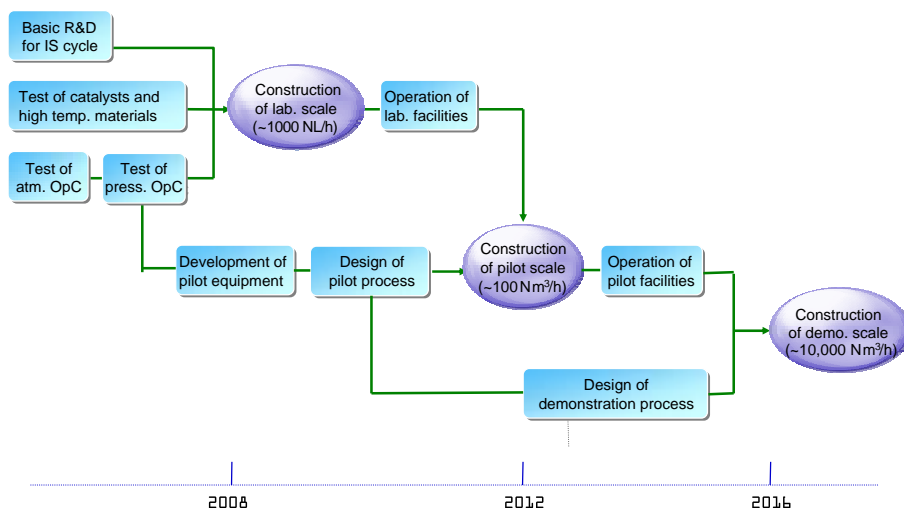 Basic R&D
for IS cycle
Test of catalysts and
high temp. materials
Construction
of lab. scale
(~1000 NL/h)
Operation of
lab. facilities
Test of
atm. OpC
Test of
press. OpC
Development of
pilot equipment
Design of
pilot process
Construction
of pilot scale
(~100 Nm³/h)
Operation of
pilot facilities
Construction
of demo. scale
(~10,000 Nm³/h)
Design of
demonstration process
2008
2012
2016